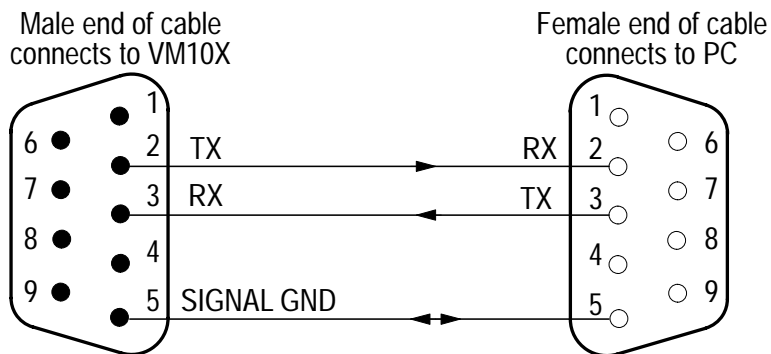 Male end of cable
connects to VM10X
Female end of cable
connects to PC
1
6
2 TX
7
3 RX
8
4
9
5 SIGNAL GND
1
6
RX 2
7
TX 3
8
4
9
5